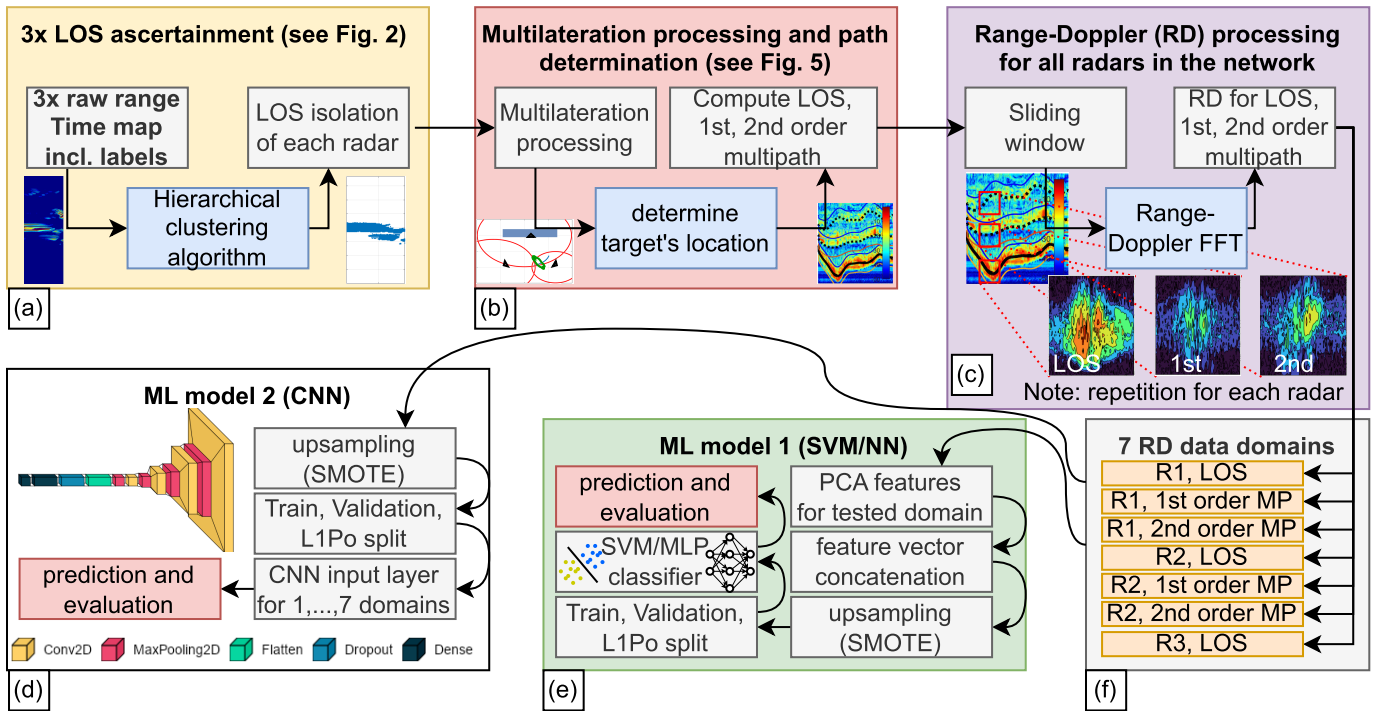 3x LOS ascertainment (see Fig. 2)
3x raw range
Time map
incl. labels
LOS isolation
of each radar
Hierarchical
clustering
algorithm
(a)
Multilateration processing and path
determination (see Fig. 5)
Multilateration
processing
Compute LOS,
1st, 2nd order
multipath
determine
target's location
(b)
Range-Doppler (RD) processing
for all radars in the network
Sliding
window
RD for LOS,
1st, 2nd order
multipath
Range-
Doppler FFT
LOS
1st
2nd
(c)
Note: repetition for each radar
ML model 2 (CNN)
upsampling
(SMOTE)
Train, Validation,
L1Po split
CNN input layer
for 1,...,7 domains
prediction and
evaluation
Conv2D
MaxPooling2D
Flatten
Dropout
Dense
(d)
ML model 1 (SVM/NN)
prediction and
evaluation
PCA features
for tested domain
SVM/MLP
classifier
feature vector
concatenation
Train, Validation,
L1Po split
upsampling
(SMOTE)
(e)
7 RD data domains
R1, LOS
R1, 1st order MP
R1, 2nd order MP
R2, LOS
R2, 1st order MP
R2, 2nd order MP
R3, LOS
(f)